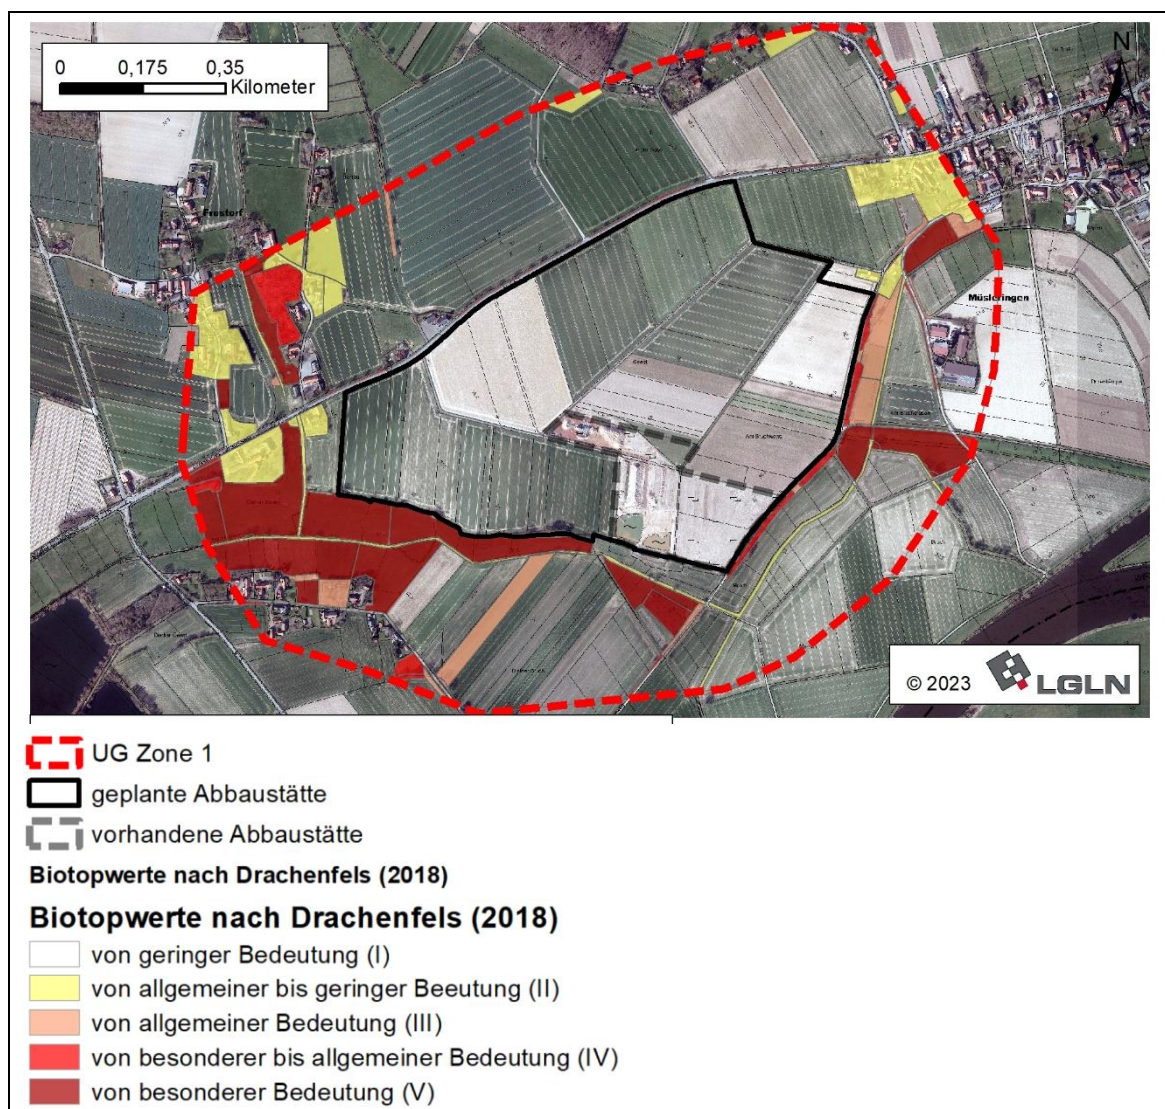 N
0 0,175 0,35
Kilometer
Frestorf
Müsleringen
© 2023 LGLN
UG Zone 1
geplante Abbaustätte
vorhandene Abbaustätte
Biotopwerte nach Drachenfels (2018)
Biotopwerte nach Drachenfels (2018)
von geringer Bedeutung (I)
von allgemeiner bis geringer Beeutung (II)
von allgemeiner Bedeutung (III)
von besonderer bis allgemeiner Bedeutung (IV)
von besonderer Bedeutung (V)